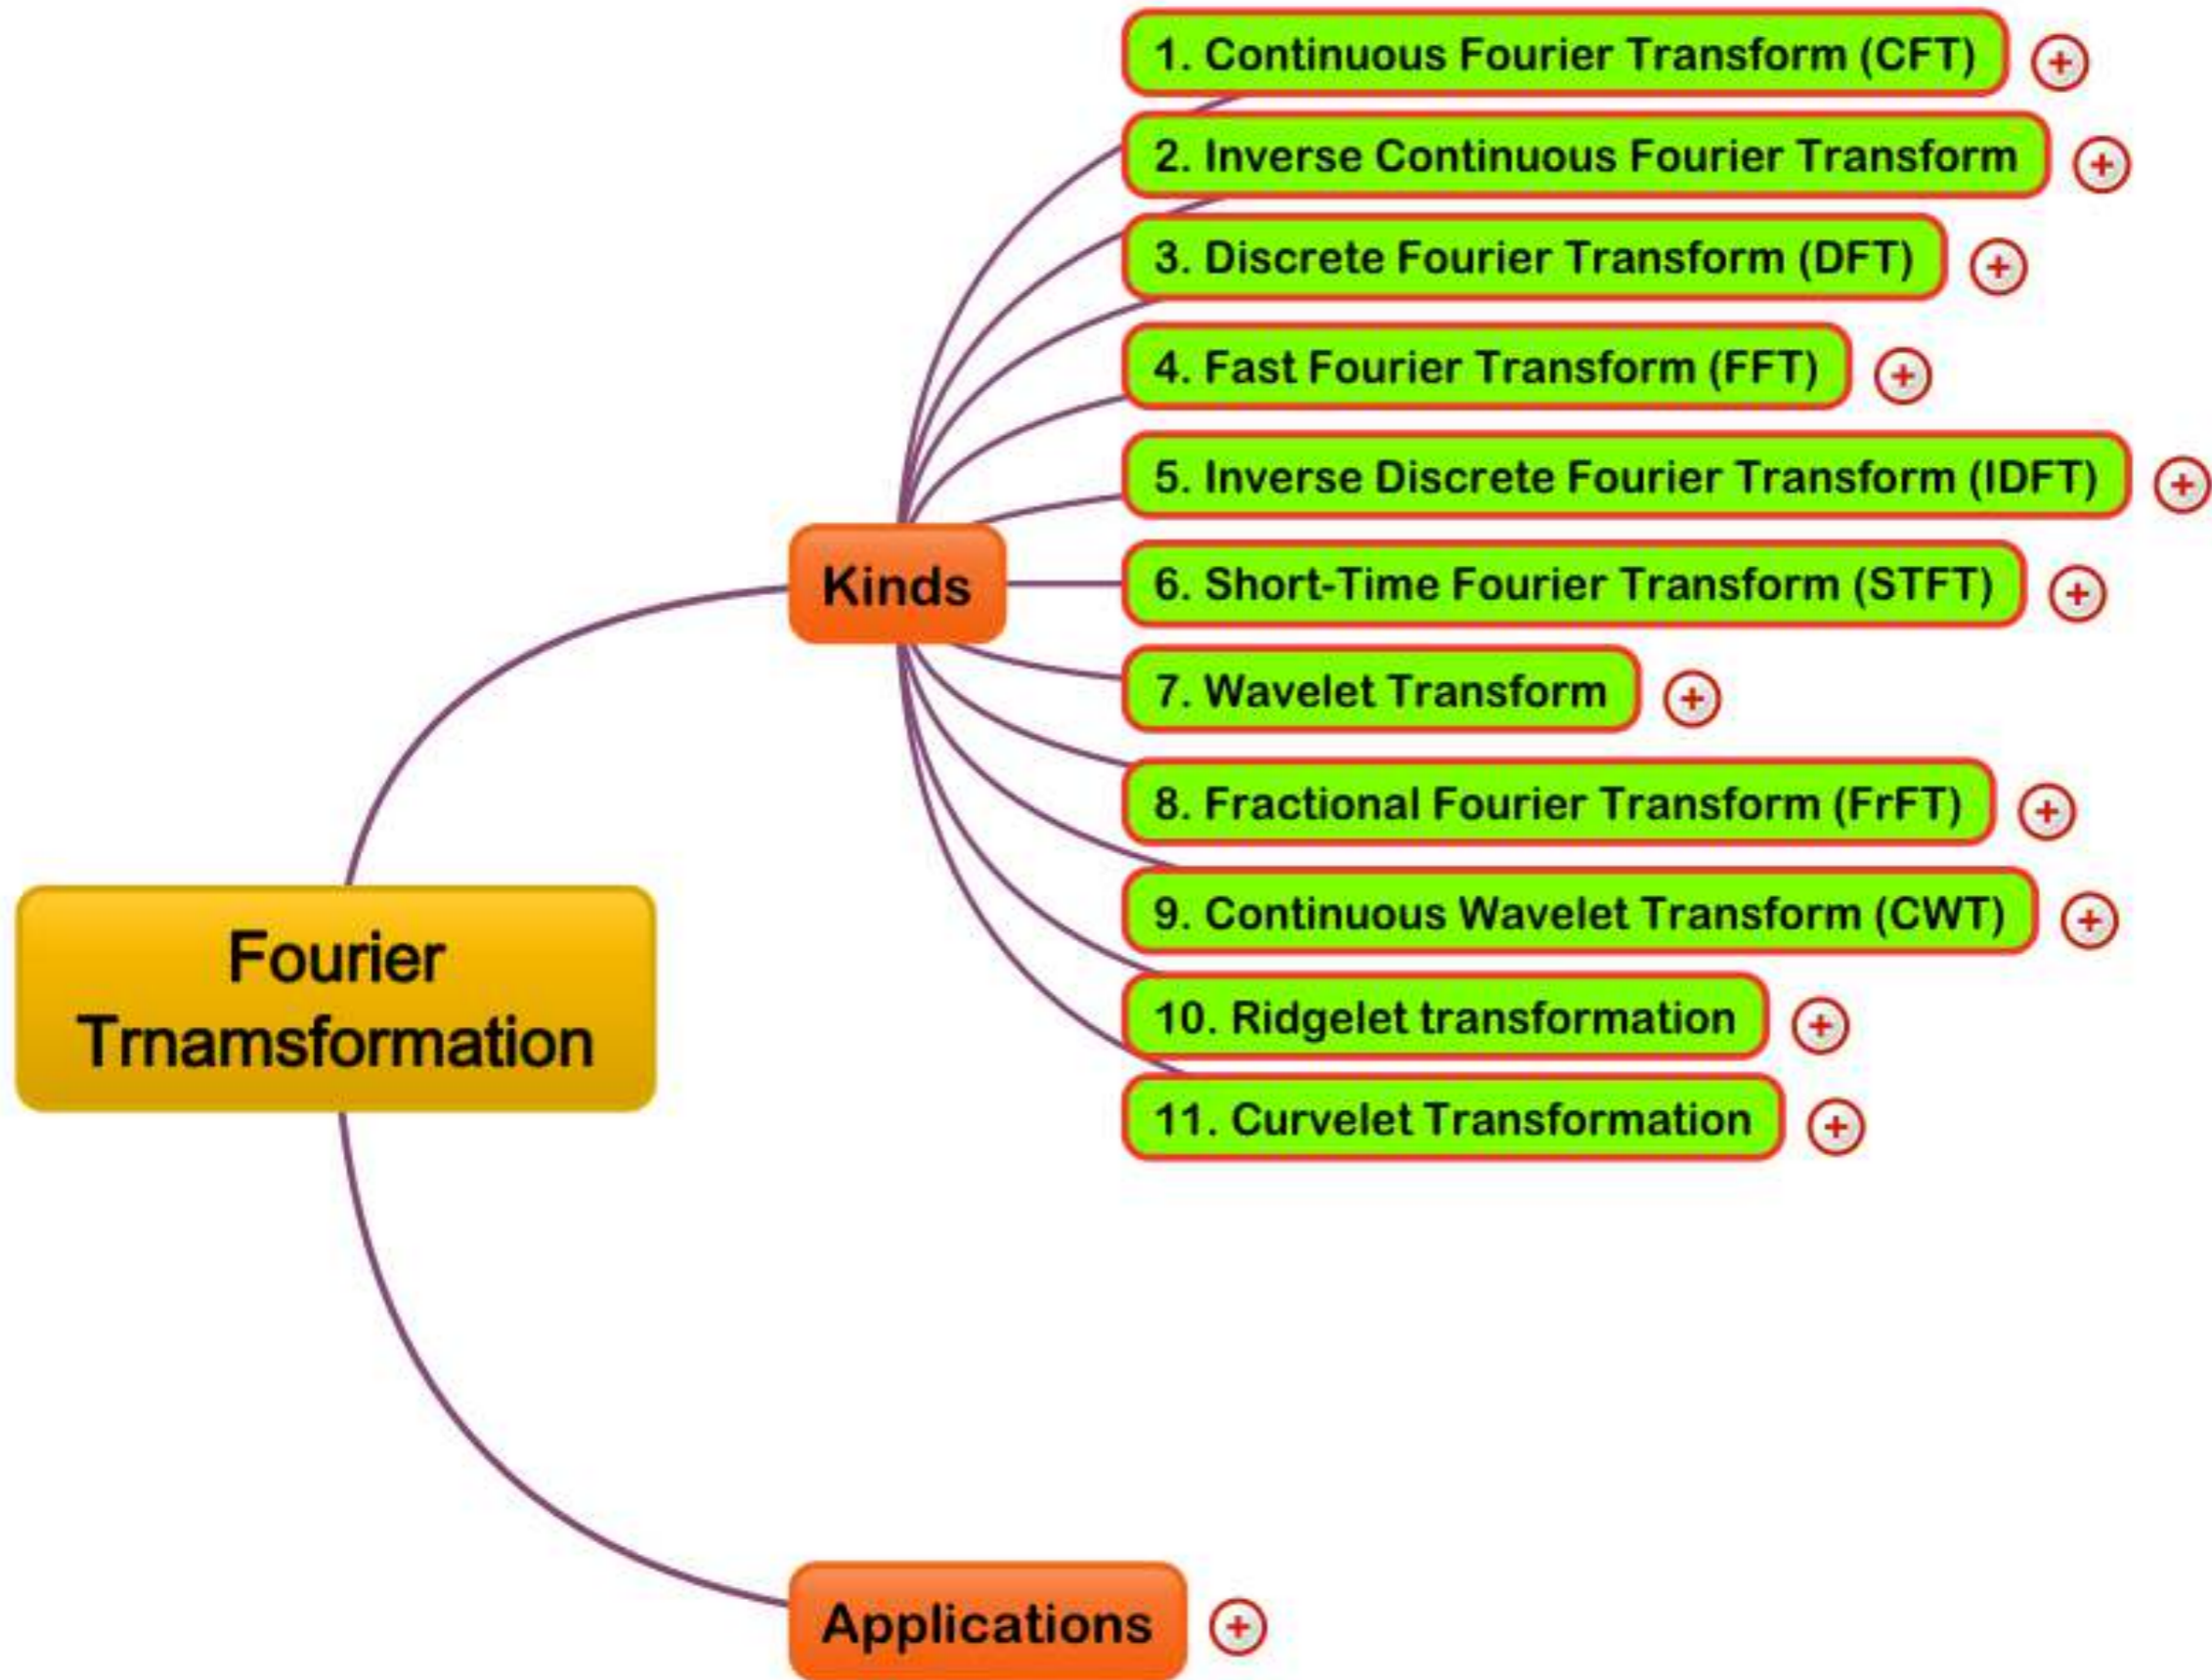 1. Continuous Fourier Transform (CFT)
2. Inverse Continuous Fourier Transform
3. Discrete Fourier Transform (DFT)
4. Fast Fourier Transform (FFT)
5. Inverse Discrete Fourier Transform (IDFT)
Kinds
6. Short-Time Fourier Transform (STFT)
7. Wavelet Transform
8. Fractional Fourier Transform (FrFT)
9. Continuous Wavelet Transform (CWT)
Fourier
Trnamsformation
10. Ridgelet transformation
11. Curvelet Transformation
Applications